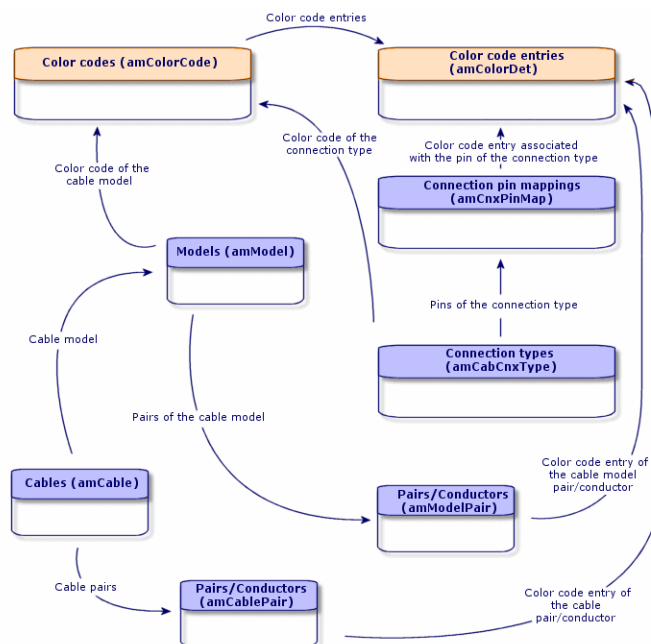 Color code entries
Color codes (amColorCode)
Color code entries
(amColorDet)
Color code of the
connection type
Color code entry associated
with the pin of the connection type
Color code of the
cable model
Connection pin mappings
(amCnxPinMap)
Models (amModel)
Pins of the connection type
Cable model
Connection types
(amCabCnxType)
Pairs of the cable model
Color code entry of
the cable model
pair/conductor
Cables (amCable)
Pairs/Conductors
(amModelPair)
Cable pairs
Pairs/Conductors
(amCablePair)
Color code entry of
the cable
pair/conductor